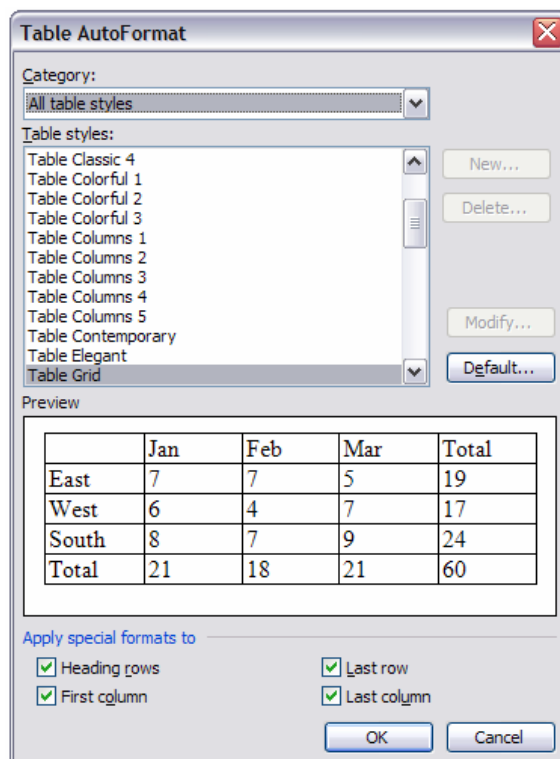 Table AutoFormat
Category:
All table styles
Table styles:
Table Classic 4
Table Colorful 1
Table Colorful 2
Table Colorful 3
Table Columns 1
Table Columns 2
Table Columns 3
Table Columns 4
Table Columns 5
Table Contemporary
Table Elegant
Table Grid
New...
Delete...
Modify...
Default...
Preview
Jan Feb Mar Total
East 7 7 5 19
West 6 4 7 17
South 8 7 9 24
Total 21 18 21 60
Apply special formats to
Heading rows Last row
First column Last column
OK Cancel